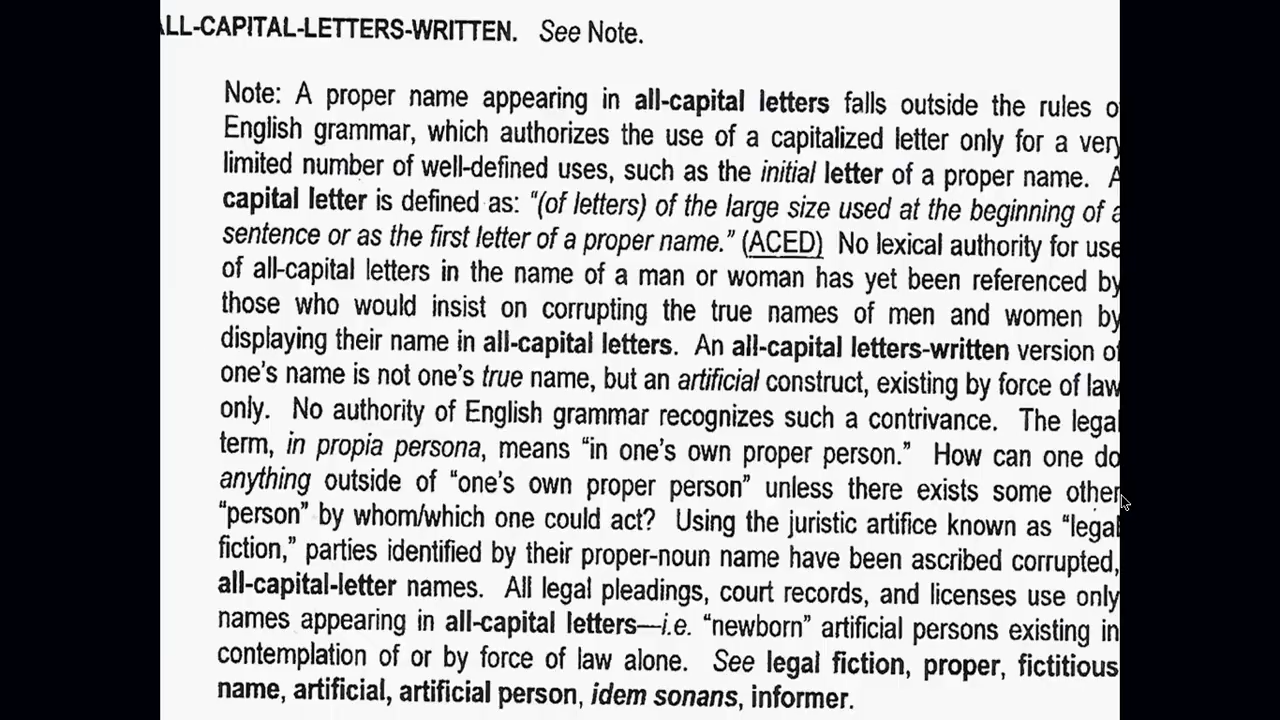 ALL-CAPITAL-LETTERS-WRITTEN. See Note.
Note: A proper name appearing in all-capital letters falls outside the rules o
English grammar, which authorizes the use of a capitalized letter only for a very
limited number of well-defined uses, such as the initial letter of a proper name. A
capital letter is defined as: "(of letters) of the large size used at the beginning of a
sentence or as the first letter of a proper name." (ACED) No lexical authority for use
of all-capital letters in the name of a man or woman has yet been referenced by
those who would insist on corrupting the true names of men and women by
displaying their name in all-capital letters. An all-capital letters-written version of
one's name is not one's true name, but an artificial construct, existing by force of law
only. No authority of English grammar recognizes such a contrivance. The legal
term, in propia persona, means "in one's own proper person." How can one do
anything outside of "one's own proper person" unless there exists some other
"person" by whom/which one could act? Using the juristic artifice known as "legal
fiction," parties identified by their proper-noun name have been ascribed corrupted,
all-capital-letter names. All legal pleadings, court records, and licenses use only
names appearing in all-capital letters—i.e. "newborn" artificial persons existing in
contemplation of or by force of law alone. See legal fiction, proper, fictitious
name, artificial, artificial person, idem sonans, informer.